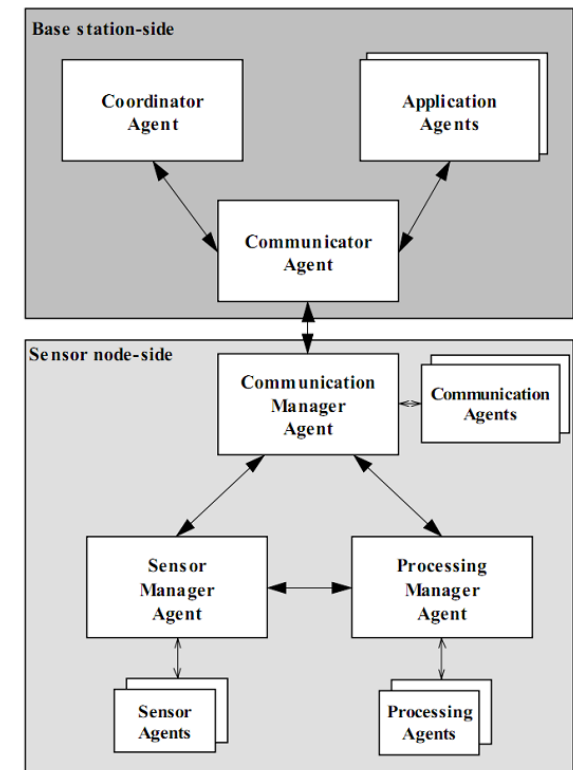 Base station-side
Coordinator
Agent
Application
Agents
Communicator
Agent
Sensor node-side
Communication
Manager
Agent
Communication
Agents
Sensor
Manager
Agent
Processing
Manager
Agent
Sensor
Agents
Processing
Agents